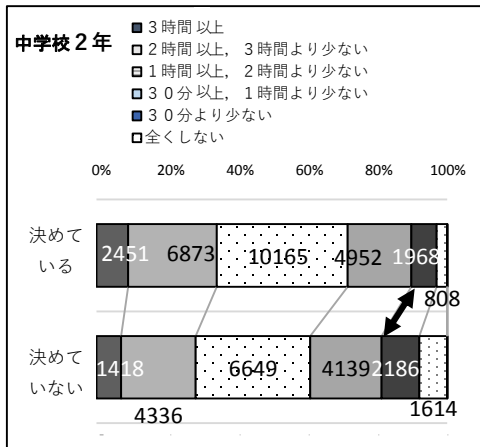 中学校２年
３時間以上
２時間以上，３時間より少ない
１時間以上，２時間より少ない
３０分以上，１時間より少ない
３０分より少ない
全くしない
0% 20% 40% 60% 80% 100%
決めて
いる
2451 6873 10165 4952 1968
808
決めて
いない
1418 6649 4139 2186
4336 1614